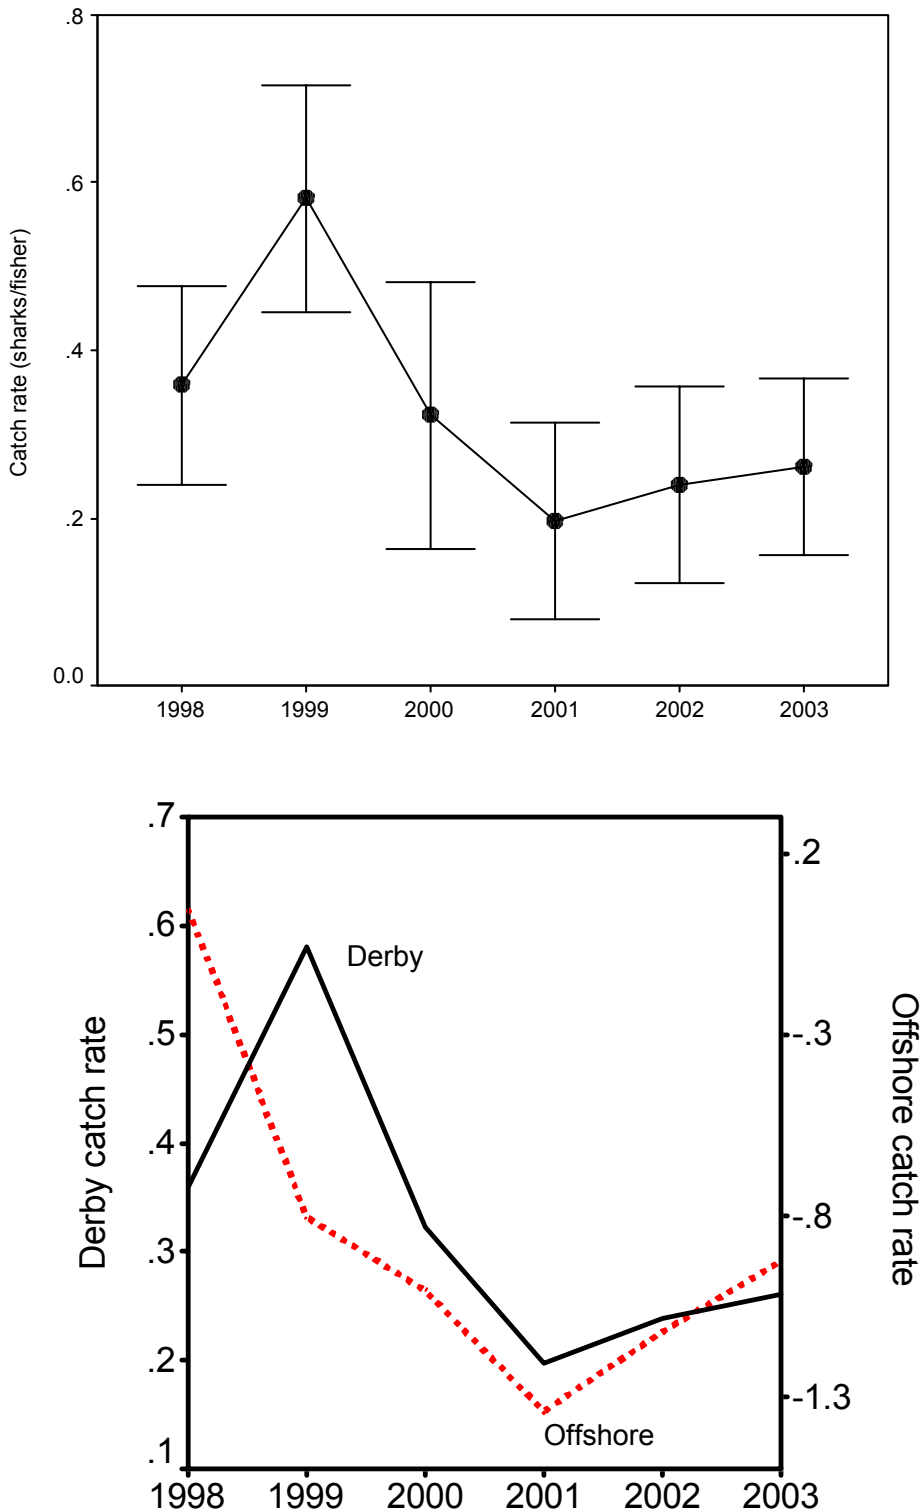 .8
.6
.4
.2
0.0
Catch rate (sharks/fisher)
1998 1999 2000 2001 2002 2003
.7
.6
.5
.4
.3
.2
.1
Derby catch rate
Derby
Offshore
.2
-.3
-.8
-1.3
Offshore catch rate
1998 1999 2000 2001 2002 2003